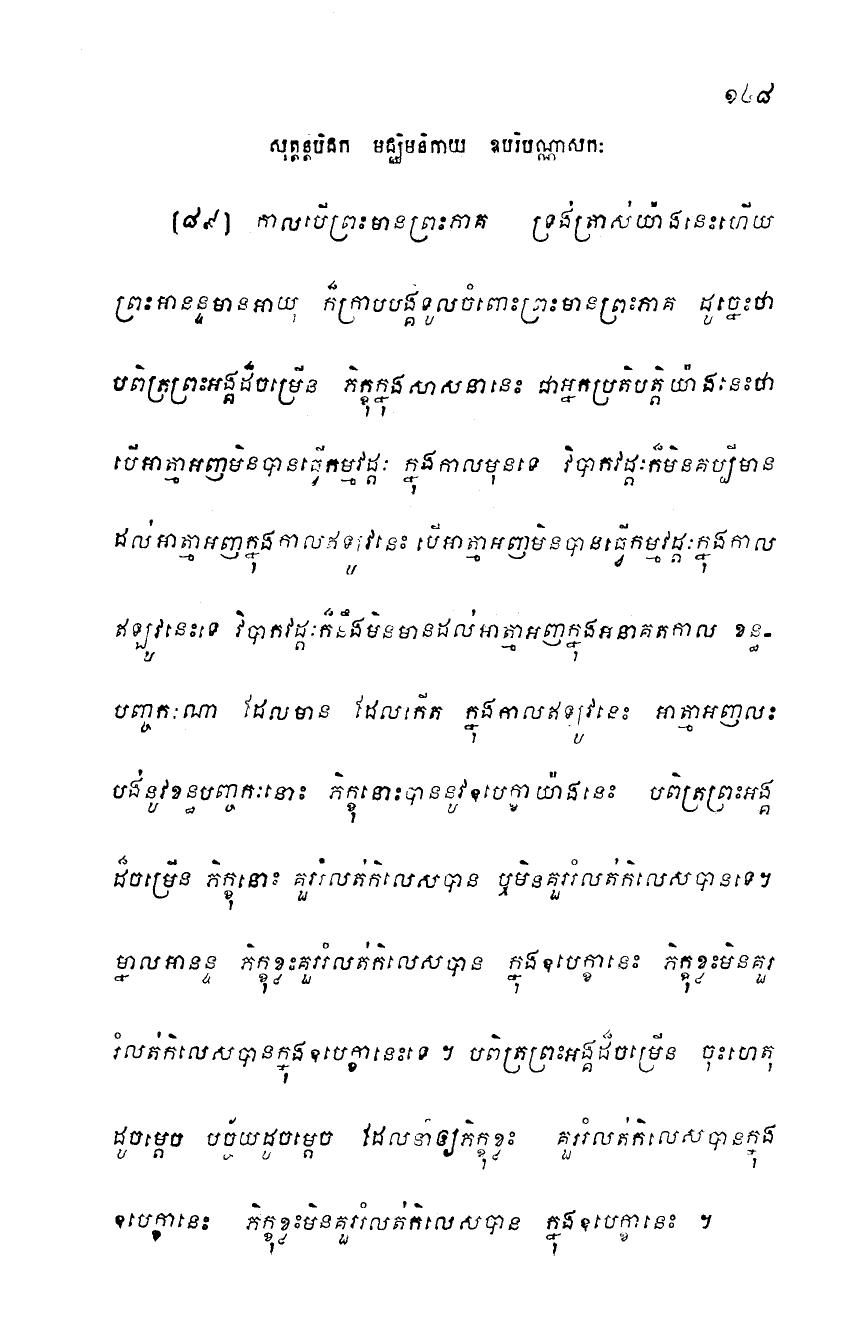 ១៤៨
សុត្តន្តបិដក មជ្ឈិមនិកាយ ឧបរិបណ្ណាសកៈ
(៨៩) កាលបើព្រះមានព្រះភាគ ទ្រង់ត្រាស់យ៉ាងនេះហើយ
ព្រះអានន្ទមានអាយុ ក៏ក្រាបបង្គំទូលចំពោះព្រះមានព្រះភាគ ដូច្នេះថា
បពិត្រព្រះអង្គដ៏ចម្រើន ភិក្ខុក្នុងសាសនានេះ ជាអ្នកប្រតិបត្តិយ៉ាងនេះថា
បើអាត្មាអញមិនបានធ្វើកម្មវដ្តៈ ក្នុងកាលមុនទេ វិបាកវដ្តៈក៏មិនគប្បីមាន
ដល់អាត្មាអញក្នុងកាលឥឡូវនេះ បើអាត្មាអញមិនបានធ្វើកម្មវដ្តៈក្នុងកាល
ឥឡូវនេះទេ វិបាកវដ្តៈក៏នឹងមិនមានដល់អាត្មាអញក្នុងអនាគតកាល ខន្ធ-
បញ្ចកៈណា ដែលមាន ដែលកើត ក្នុងកាលឥឡូវនេះ អាត្មាអញលះ
បង់នូវខន្ធបញ្ចកៈនោះ ភិក្ខុនោះបាននូវឧបេក្ខាយ៉ាងនេះ បពិត្រព្រះអង្គ
ដ៏ចម្រើន ភិក្ខុនោះ គួររំលត់កិលេសបាន ឬមិនគួររំលត់កិលេសបានទេ។
ម្នាលអានន្ទ ភិក្ខុខ្លះគួររំលត់កិលេសបាន ក្នុងឧបេក្ខានេះ ភិក្ខុខ្លះមិនគួរ
រំលត់កិលេសបានក្នុងឧបេក្ខានេះទេ ។ បពិត្រព្រះអង្គដ៏ចម្រើន ចុះហេតុ
ដូចម្តេច បច្ច័យដូចម្តេច ដែលនាំឲ្យភិក្ខុខ្លះ គួររំលត់កិលេសបានក្នុង
ឧបេក្ខានេះ ភិក្ខុខ្លះមិនគួររំលត់កិលេសបាន ក្នុងឧបេក្ខានេះ ។